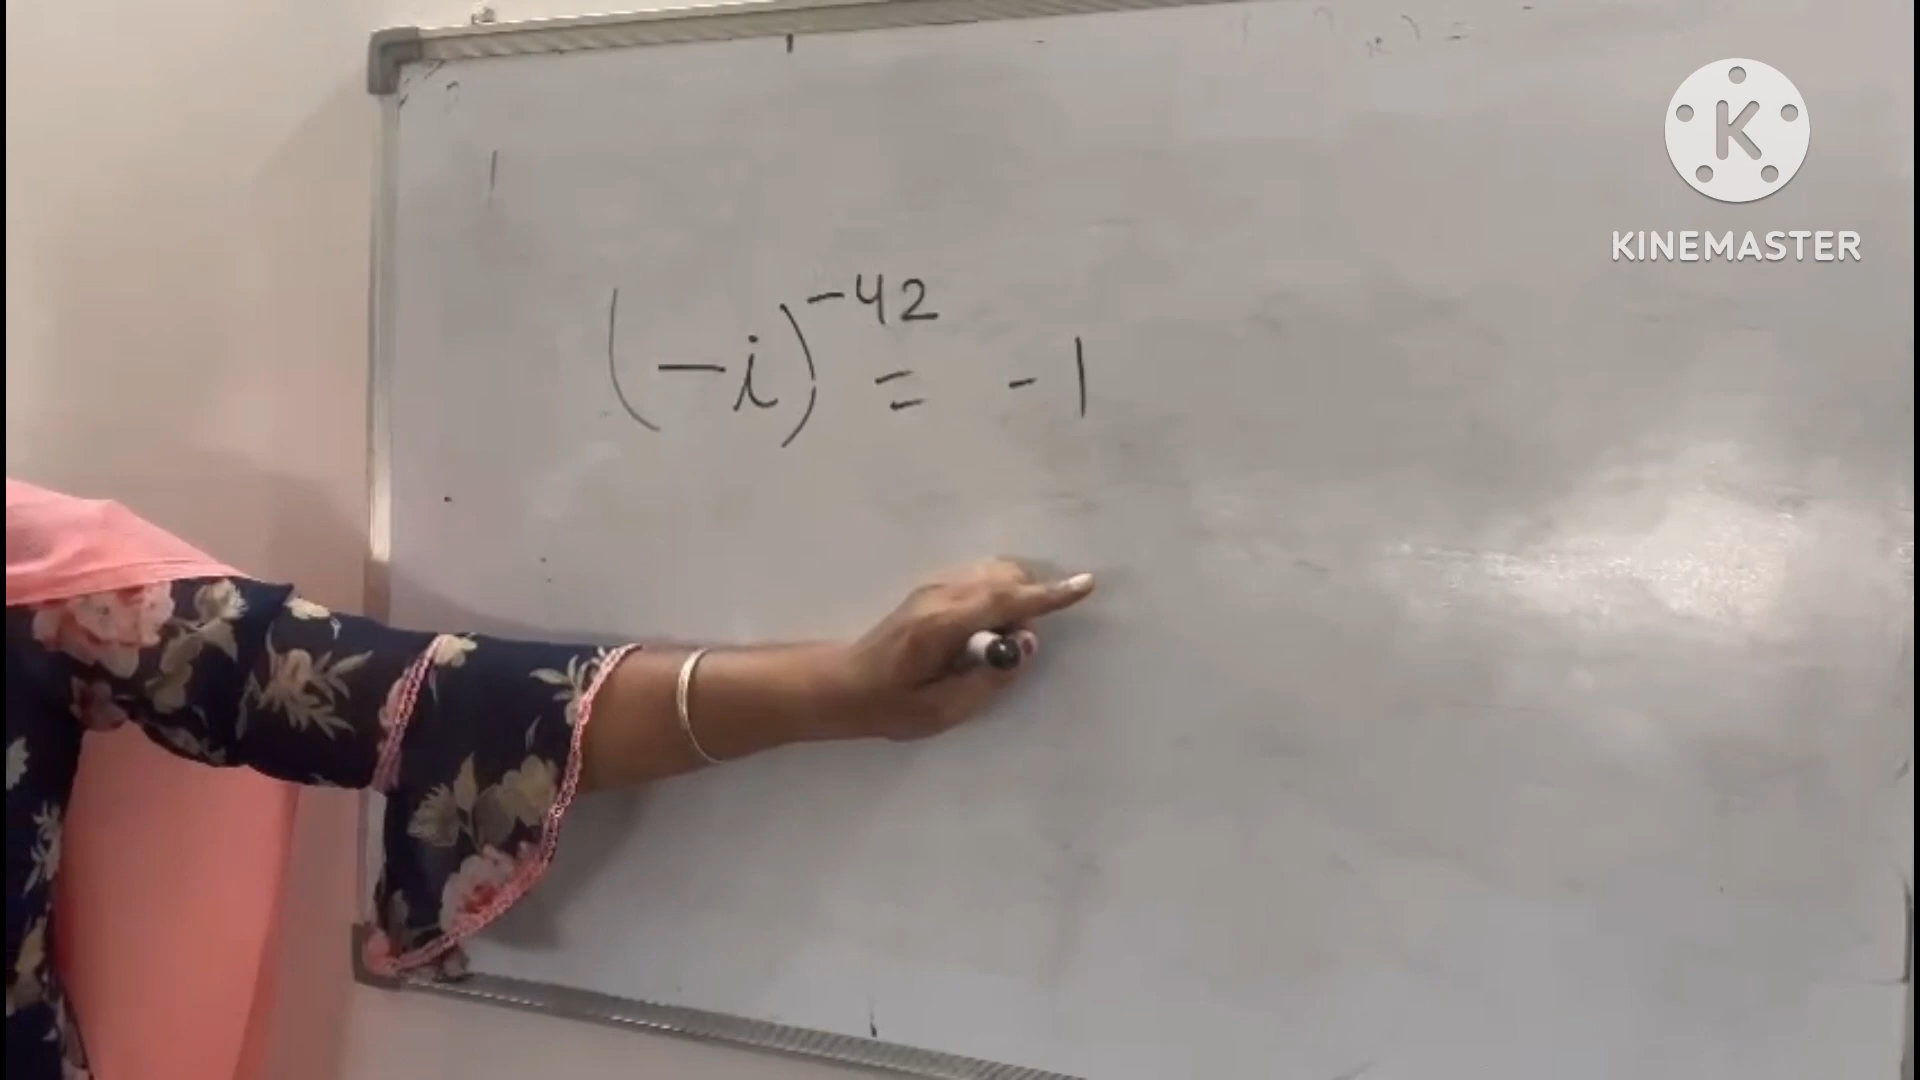 (-i)^-42 = -1
K
KINEMASTER